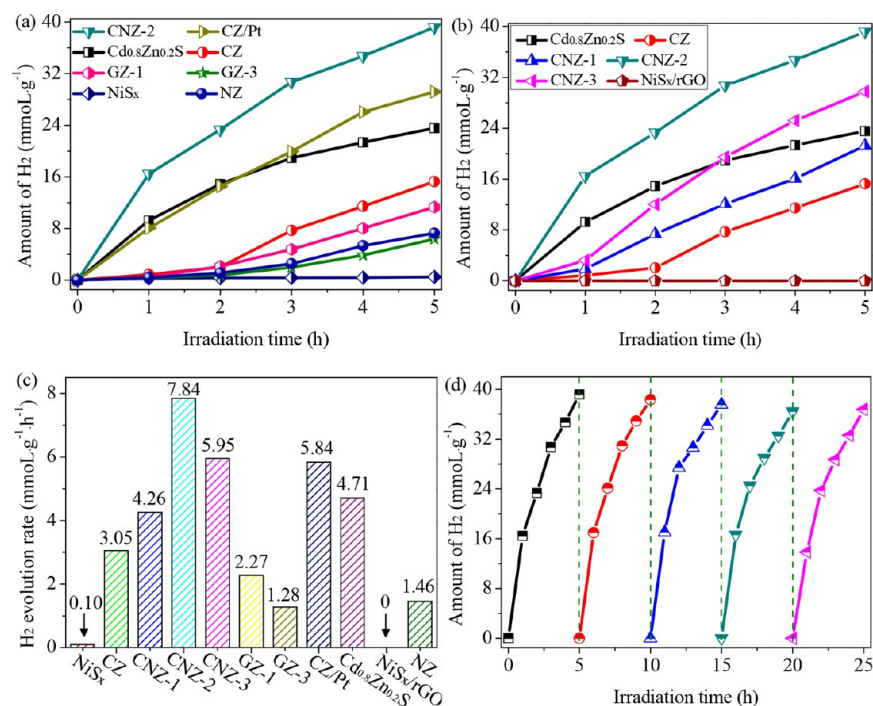 (a)
CNZ-2
CZ/Pt
Cd0.8Zn0.2S
CZ
GZ-1
GZ-3
NiSx
NZ
40
32
24
16
8
0
Amount of H2 (mmoL·g-1)
0 1 2 3 4 5
Irradiation time (h)
(b)
Cd0.8Zn0.2S
CZ
CNZ-1
CNZ-2
CNZ-3
NiSx/rGO
40
32
24
16
8
0
Amount of H2 (mmoL·g-1)
0 1 2 3 4 5
Irradiation time (h)
(c)
8
6
4
2
0
H2 evolution rate (mmoL·g-1·h-1)
0.10
3.05
4.26
7.84
5.95
2.27
1.28
5.84
4.71
0
1.46
NiSx
CZ
CNZ-1
CNZ-2
CNZ-3
GZ-1
GZ-3
CZ/Pt
Cd0.8Zn0.2S
NiSx/rGO
NZ
(d)
40
32
24
16
8
0
Amount of H2 (mmoL·g-1)
0 5 10 15 20 25
Irradiation time (h)